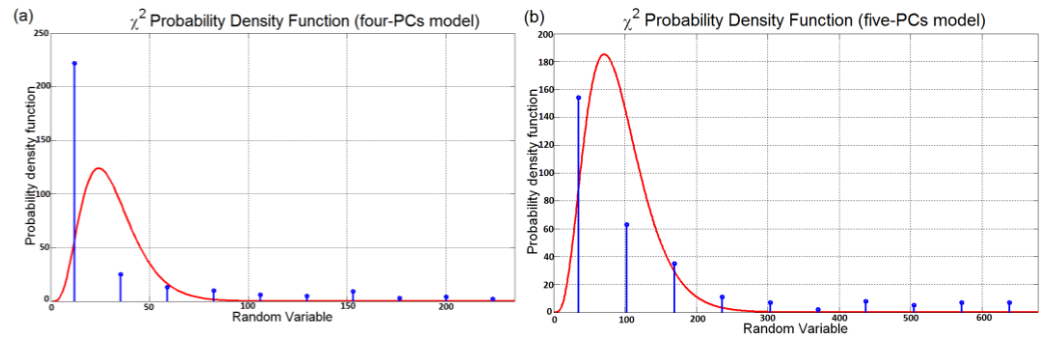 (a)
χ² Probability Density Function (four-PCs model)
250
200
150
100
50
0
Probability density function
0 50 100 150 200
Random Variable
(b)
χ² Probability Density Function (five-PCs model)
200
180
160
140
120
100
80
60
40
20
0
Probability density function
0 100 200 300 400 500 600
Random Variable